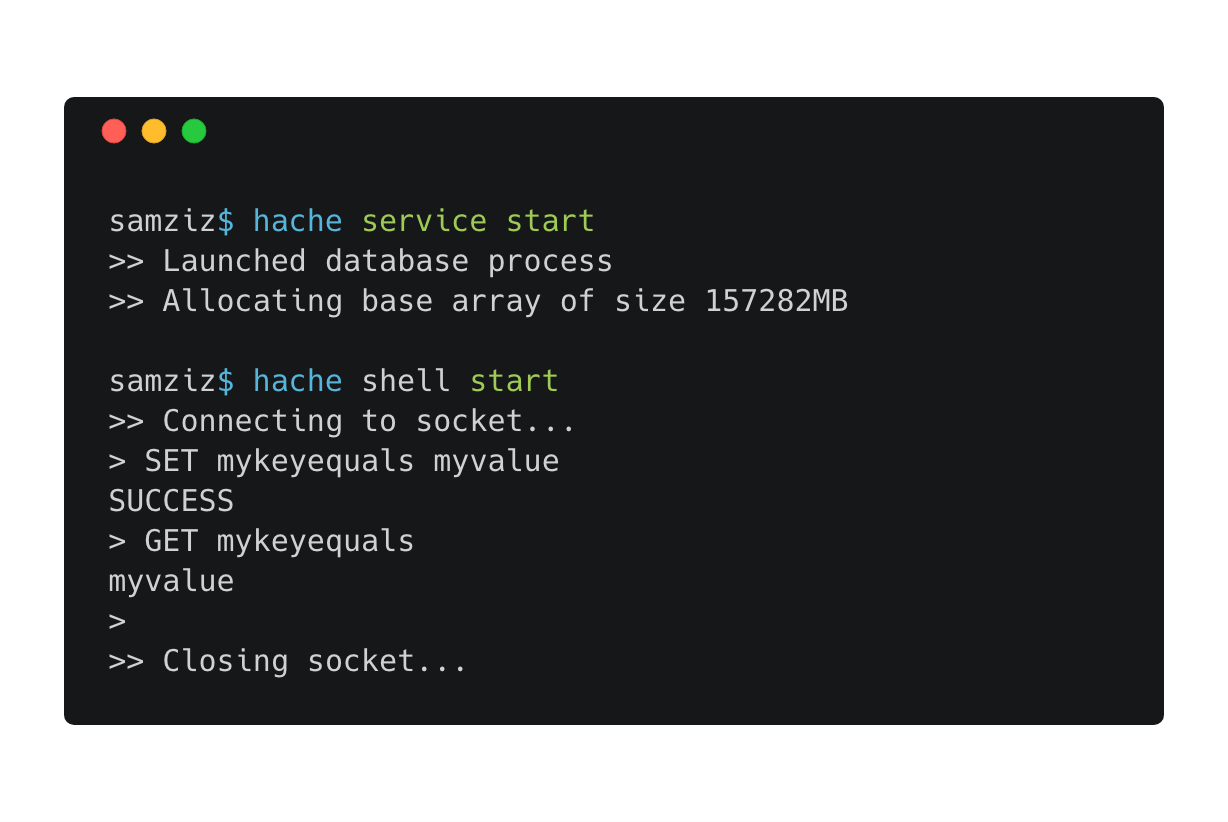 samziz$ hache service start
>> Launched database process
>> Allocating base array of size 157282MB
samziz$ hache shell start
>> Connecting to socket...
> SET mykeyequals myvalue
SUCCESS
> GET mykeyequals
myvalue
>
>> Closing socket...